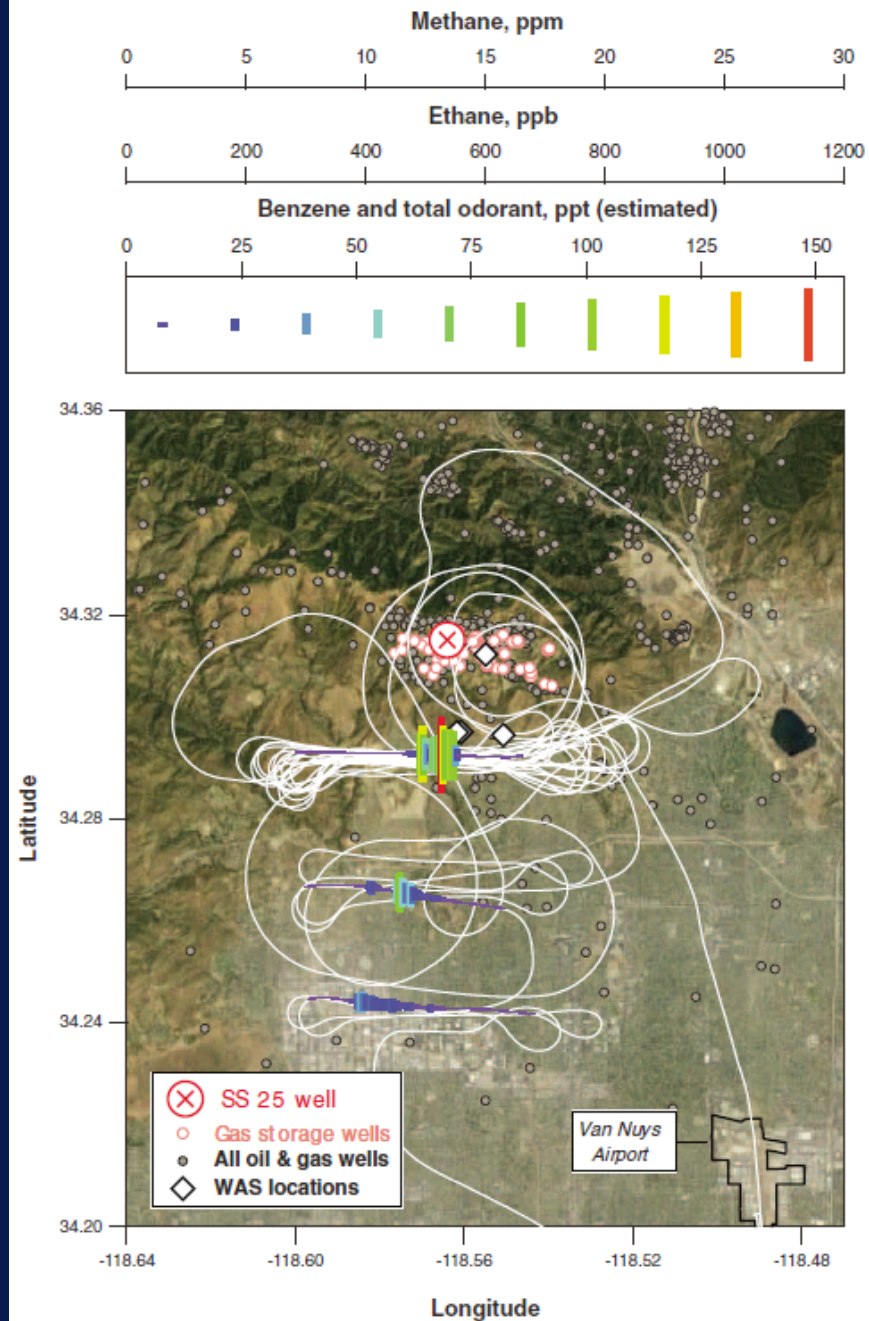 Methane, ppm
0 5 10 15 20 25 30
Ethane, ppb
0 200 400 600 800 1000 1200
Benzene and total odorant, ppt (estimated)
0 25 50 75 100 125 150
34.36
34.32
34.28
34.24
34.20
Latitude
SS 25 well
Gas storage wells
All oil & gas wells
WAS locations
Van Nuys
Airport
-118.64 -118.60 -118.56 -118.52 -118.48
Longitude